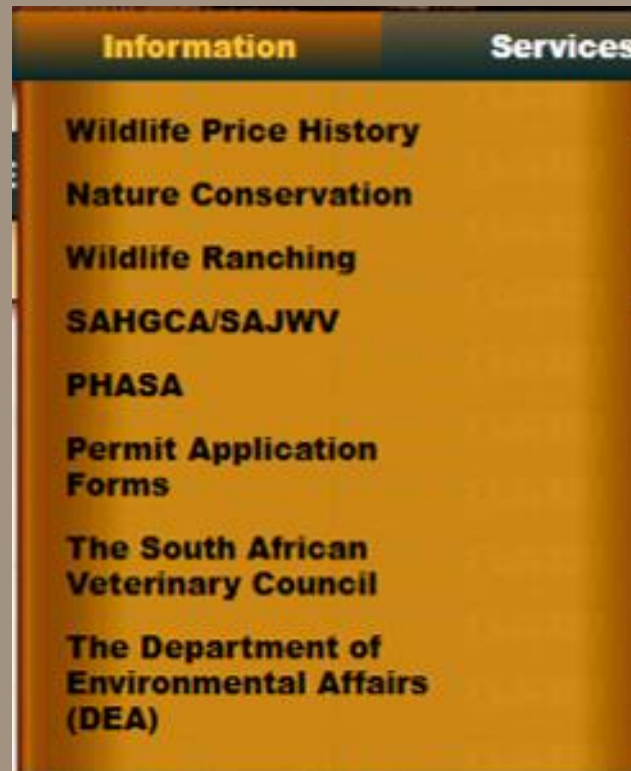 Information
Services
Wildlife Price History
Nature Conservation
Wildlife Ranching
SAHGCA/SAJWV
PHASA
Permit Application
Forms
The South African
Veterinary Council
The Department of
Environmental Affairs
(DEA)